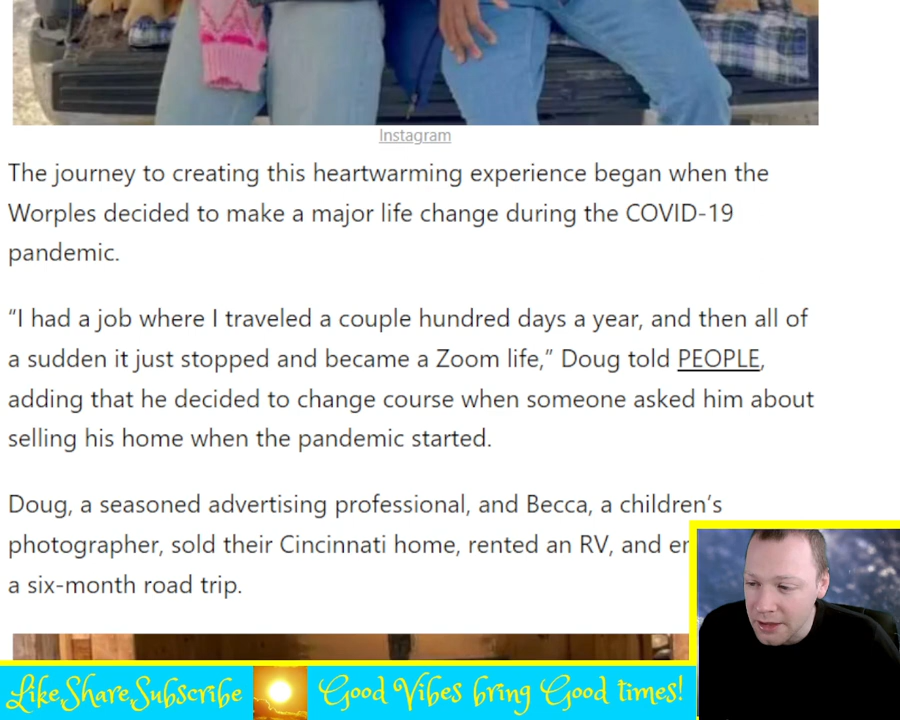 Instagram
The journey to creating this heartwarming experience began when the
Worples decided to make a major life change during the COVID-19
pandemic.
“I had a job where I traveled a couple hundred days a year, and then all of
a sudden it just stopped and became a Zoom life,” Doug told PEOPLE,
adding that he decided to change course when someone asked him about
selling his home when the pandemic started.
Doug, a seasoned advertising professional, and Becca, a children’s
photographer, sold their Cincinnati home, rented an RV, and
a six-month road trip.
Like Share Subscribe
Good Vibes bring Good times!